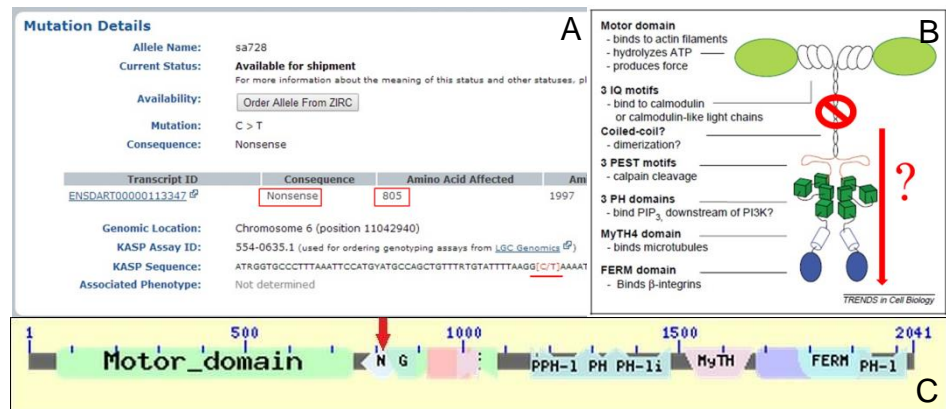 Mutation Details
A
Allele Name: sa728
Current Status: Available for shipment
For more information about the meaning of this status and other statuses, pl
Availability: Order Allele From ZIRC
Mutation: C > T
Consequence: Nonsense
Transcript ID Consequence Amino Acid Affected Am
ENSDART00000113347 Nonsense 805 1997
Genomic Location: Chromosome 6 (position 11042940)
KASP Assay ID: 554-0635.1 (used for ordering genotyping assays from LGC Genomics)
KASP Sequence: ATRGGTGCCCTTTAAATTCCATGYATGCCAGCTGTTTRTGTATTTTAAGG[C/T]AAAAT
Associated Phenotype: Not determined
B
Motor domain
- binds to actin filaments
- hydrolyzes ATP
- produces force
3 IQ motifs
- bind to calmodulin
or calmodulin-like light chains
Coiled-coil?
- dimerization?
3 PEST motifs
- calpain cleavage
3 PH domains
- bind PIP3, downstream of PI3K?
MyTH4 domain
- binds microtubules
FERM domain
- Binds β-integrins
?
TRENDS in Cell Biology
1 500 1000 1500 2041
Motor_domain N G PPH-1 PH PH-li MyTH FERM PH-l
C